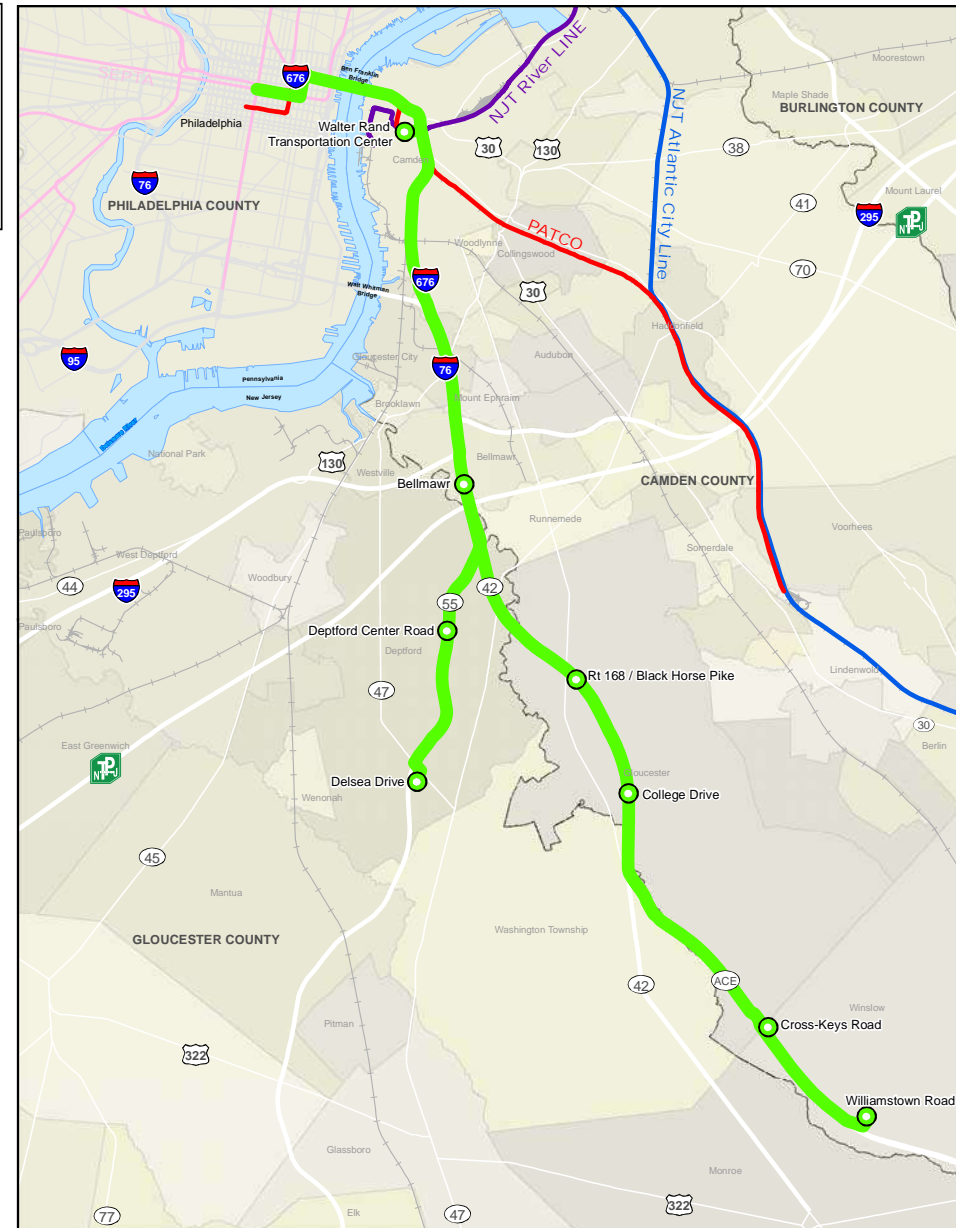 Moorestown
SEPTA
676
Ben Franklin
Bridge
NJT River LINE
NJT Atlantic City Line
Maple Shade
BURLINGTON COUNTY
Philadelphia
Walter Rand
Transportation Center
30
130
38
Camden
76
PHILADELPHIA COUNTY
Mount Laurel
41
295
NTPJ
PATCO
Woodlynne
Collingswood
70
676
Walt Whitman
Bridge
30
Haddonfield
95
Gloucester City
76
Audubon
Pennsylvania
New Jersey
Brooklawn
Mount Ephraim
National Park
130
Westville
Bellmawr
Bellmawr
CAMDEN COUNTY
Runnemede
Voorhees
Paulsboro
West Deptford
Somerdale
44
295
Woodbury
42
55
Paulsboro
Deptford Center Road
Deptford
Lindenwold
Rt 168 / Black Horse Pike
47
30
Berlin
East Greenwich
NTPJ
Delsea Drive
Gloucester
College Drive
Wenonah
45
Mantua
GLOUCESTER COUNTY
Washington Township
42
ACE
Winslow
Pitman
Cross-Keys Road
322
Williamstown Road
Glassboro
Monroe
Elk
322
77
47